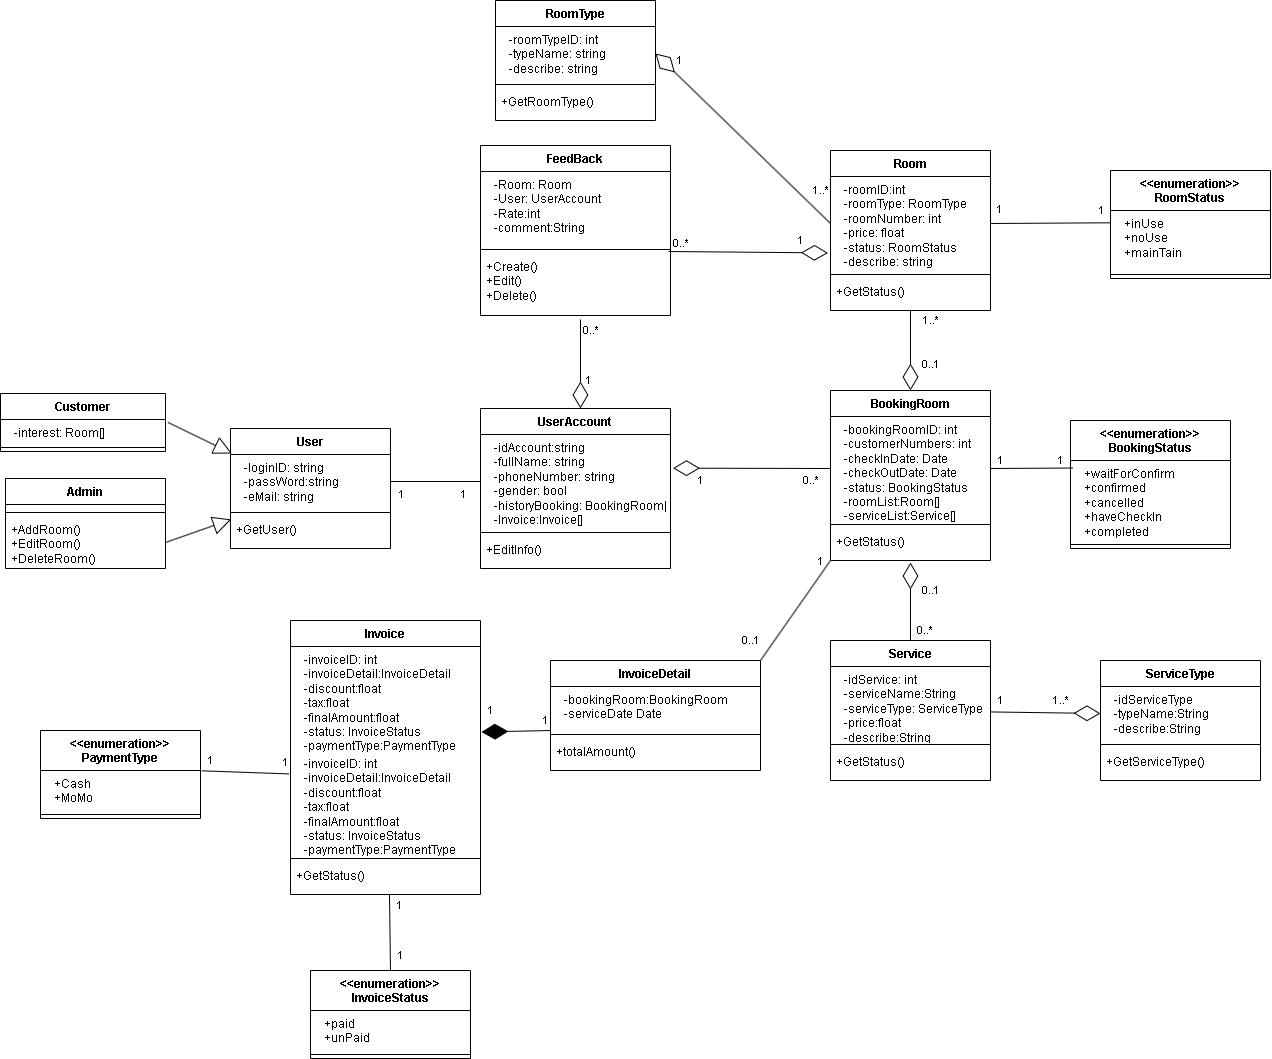 RoomType
-roomTypeID: int
-typeName: string
-describe: string
+GetRoomType()
1
1..*
FeedBack
-Room: Room
-User: UserAccount
-Rate:int
-comment:String
+Create()
+Edit()
+Delete()
0..*
1
0..*
1
Room
-roomID:int
-roomType: RoomType
-roomNumber: int
-price: float
-status: RoomStatus
-describe: string
+GetStatus()
1
1
<<enumeration>>
RoomStatus
+inUse
+noUse
+mainTain
1..*
0..1
Customer
-interest: Room[]
Admin
+AddRoom()
+EditRoom()
+DeleteRoom()
User
-loginID: string
-passWord:string
-eMail: string
+GetUser()
1
1
UserAccount
-idAccount:string
-fullName: string
-phoneNumber: string
-gender: bool
-historyBooking: BookingRoom|
-Invoice:Invoice[]
+EditInfo()
1
0..*
BookingRoom
-bookingRoomID: int
-customerNumbers: int
-checkInDate: Date
-checkOutDate: Date
-status: BookingStatus
-roomList:Room[]
-serviceList:Service[]
+GetStatus()
1
1
<<enumeration>>
BookingStatus
+waitForConfirm
+confirmed
+cancelled
+haveCheckIn
+completed
1
0..1
0..1
0..*
Invoice
-invoiceID: int
-invoiceDetail:InvoiceDetail
-discount:float
-tax:float
-finalAmount:float
-status: InvoiceStatus
-paymentType:PaymentType
-invoiceID: int
-invoiceDetail:InvoiceDetail
-discount:float
-tax:float
-finalAmount:float
-status: InvoiceStatus
-paymentType:PaymentType
+GetStatus()
1
1
InvoiceDetail
-bookingRoom:BookingRoom
-serviceDate Date
+totalAmount()
Service
-idService: int
-serviceName:String
-serviceType: ServiceType
-price:float
-describe:String
+GetStatus()
1
1..*
ServiceType
-idServiceType
-typeName:String
-describe:String
+GetServiceType()
<<enumeration>>
PaymentType
+Cash
+MoMo
1
1
1
1
<<enumeration>>
InvoiceStatus
+paid
+unPaid